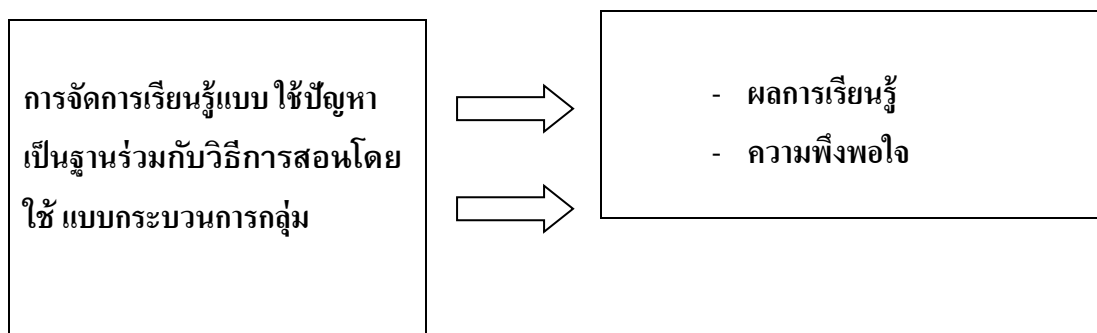 การจัดการเรียนรู้แบบ ใช้ปัญหา
เป็นฐานร่วมกับวิธีการสอนโดย
ใช้ แบบกระบวนการกลุ่ม
- ผลการเรียนรู้
- ความพึงพอใจ